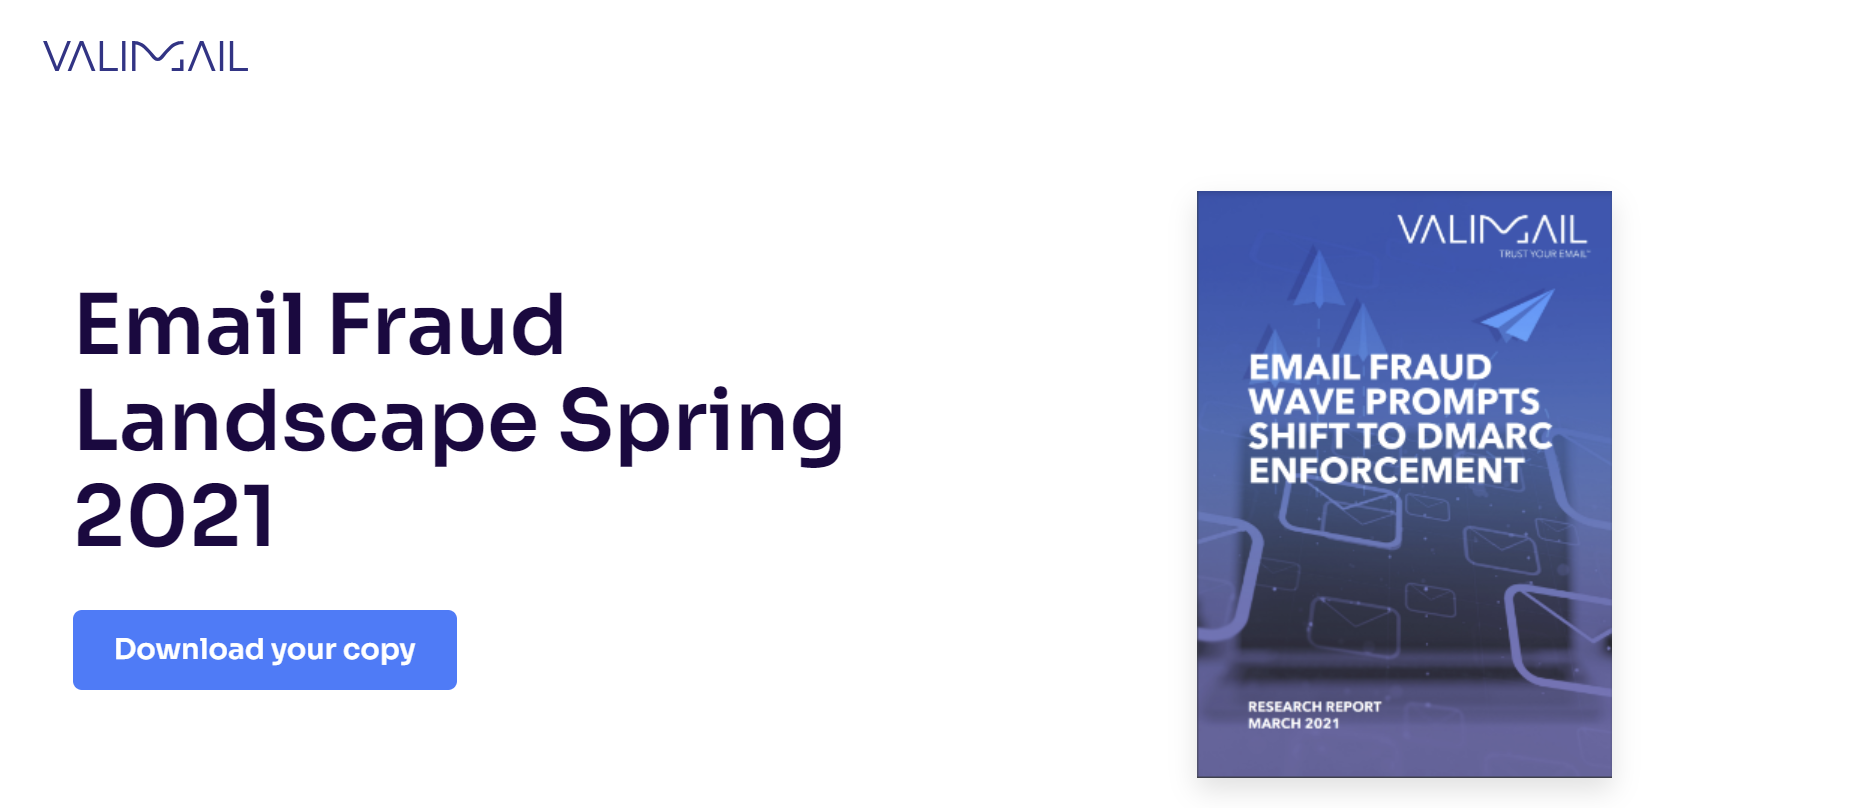 VALIMAIL
Email Fraud
Landscape Spring
2021
Download your copy
VALIMAIL
TRUST YOUR EMAIL™
EMAIL FRAUD
WAVE PROMPTS
SHIFT TO DMARC
ENFORCEMENT
RESEARCH REPORT
MARCH 2021